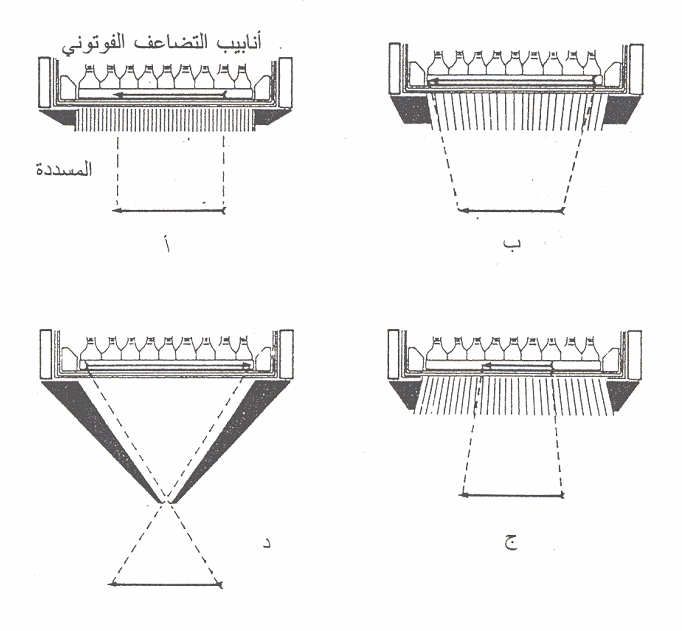 أنابيب التضاعف الفوتوني
المسددة
أ
ب
د
ج